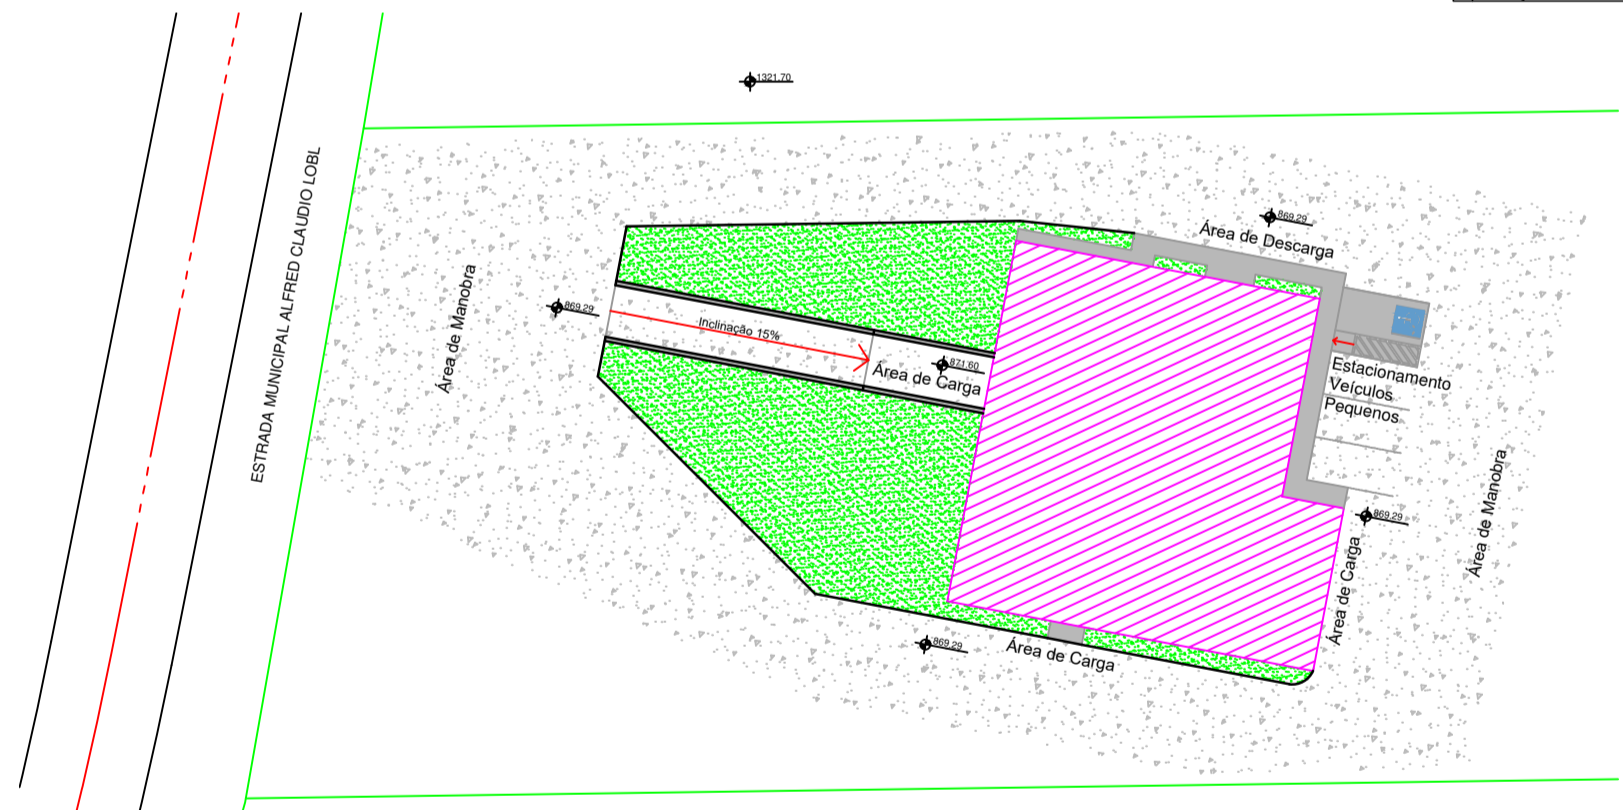 1321.70
ESTRADA MÚNICIPAL ALFRED CLAUDIO LOBL
869.29
Área de Descarga
Área de Manobra
869.29
Inclinação 15%
871.60
Área de Carga
Estacionamento
Veículos
Pequenos
869.29
Área de Manobra
Área de Carga
869.29
Área de Carga